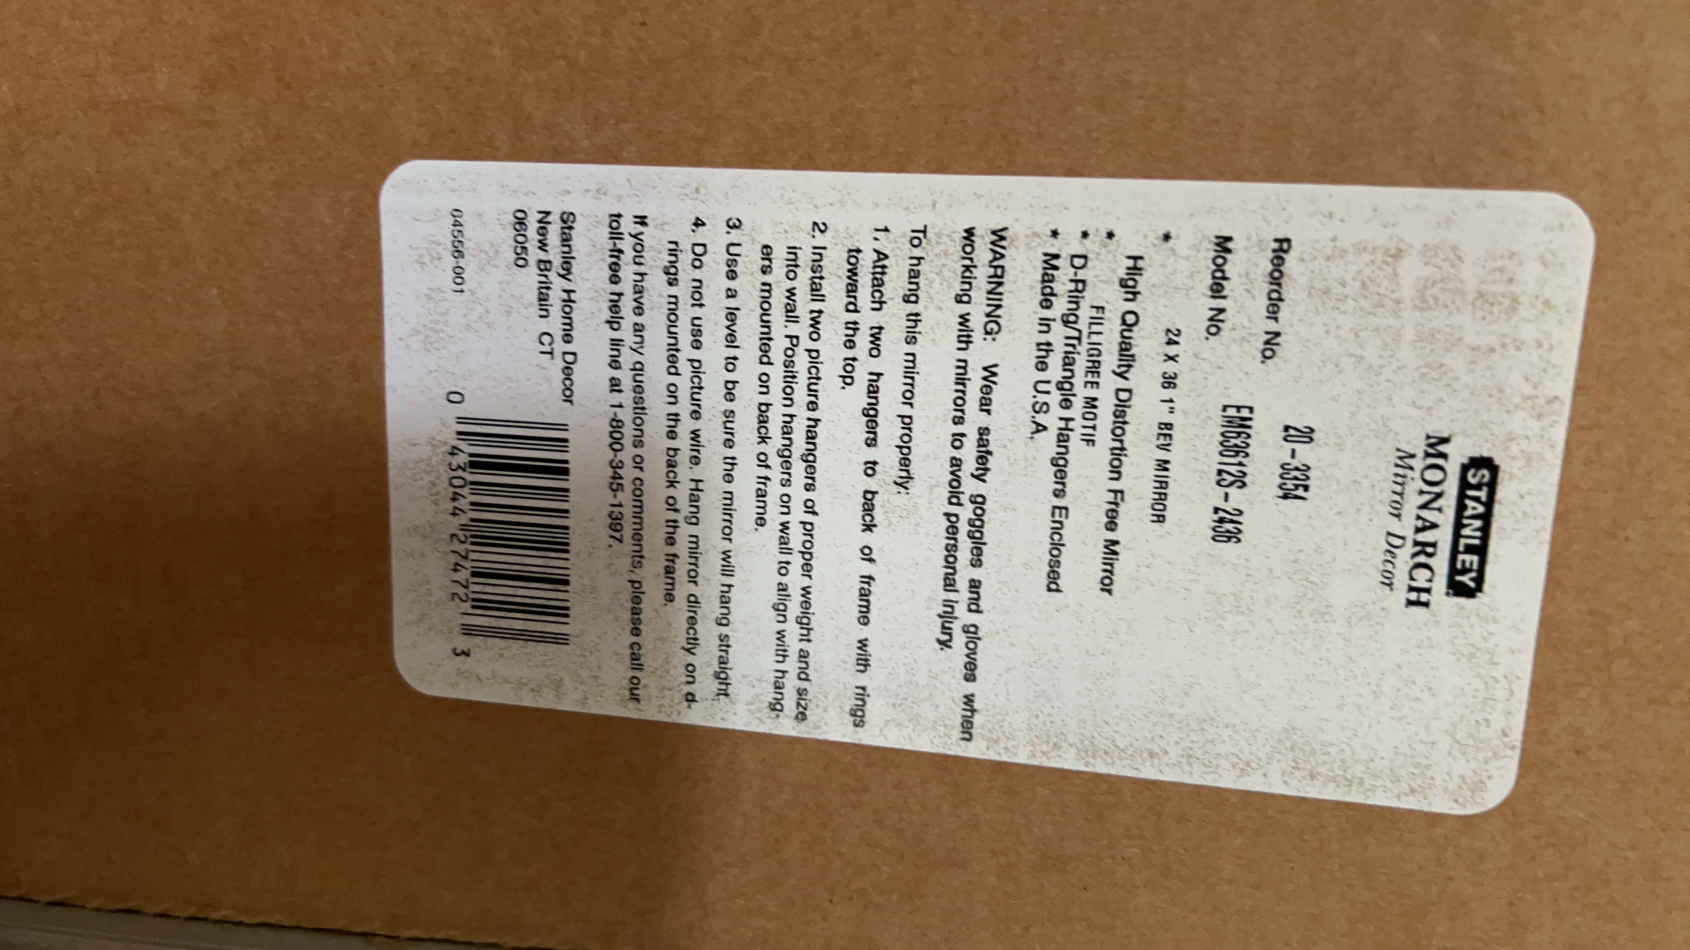 STANLEY
MONARCH
Mirror Decor
Reorder No. 20-3354
Model No. EM63612S-2436
* 24 X 36 1" BEV MIRROR
High Quality Distortion Free Mirror
* FILLIGREE MOTIF
* D-Ring/Triangle Hangers Enclosed
* Made in the U.S.A.
WARNING: Wear safety goggles and gloves when
working with mirrors to avoid personal injury.
To hang this mirror properly:
1. Attach two hangers to back of frame with rings
toward the top.
2. Install two picture hangers of proper weight and size
into wall. Position hangers on wall to align with hang-
ers mounted on back of frame.
3. Use a level to be sure the mirror will hang straight.
4. Do not use picture wire. Hang mirror directly on d-
rings mounted on the back of the frame.
If you have any questions or comments, please call our
toll-free help line at 1-800-345-1397.
Stanley Home Decor
New Britain CT
06050
04556-001
0 43044 27472 3